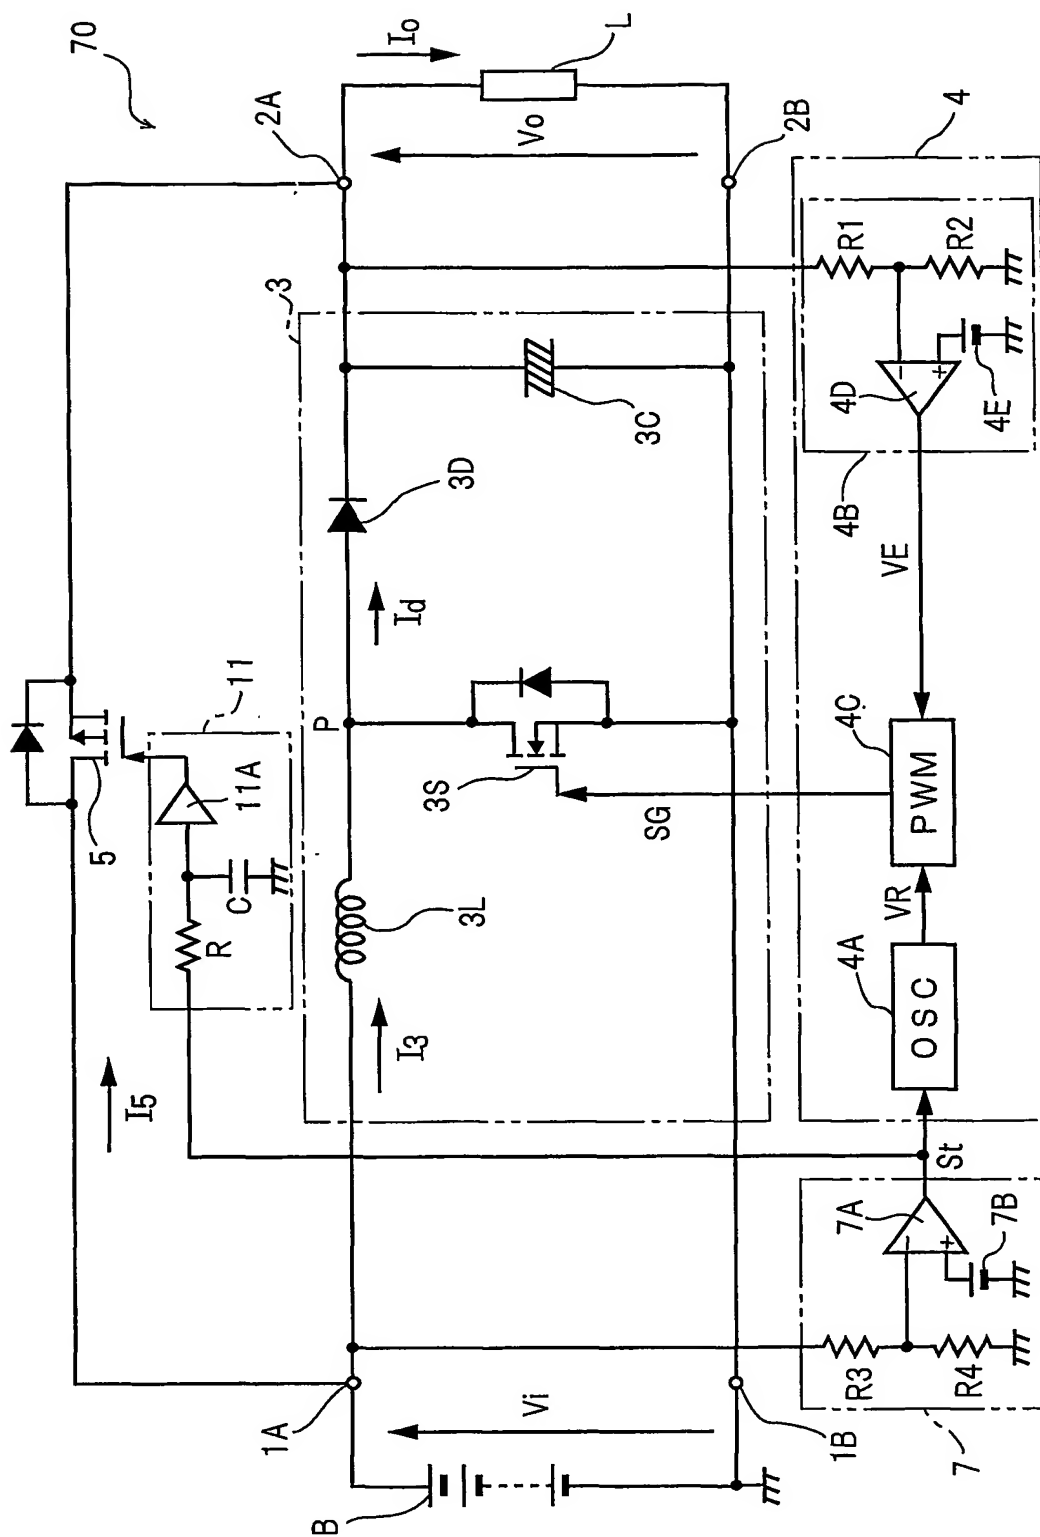 70
Io
L
2A
Vo
2B
4
3
R1
R2
4D
4E
3C
3D
4B
VE
Id
11
P
5
11A
3S
SG
4C
PWM
C
R
3L
VR
4A
OSC
I3
I5
St
7A
7B
1A
Vi
1B
R3
R4
7
B
−
+
−
+